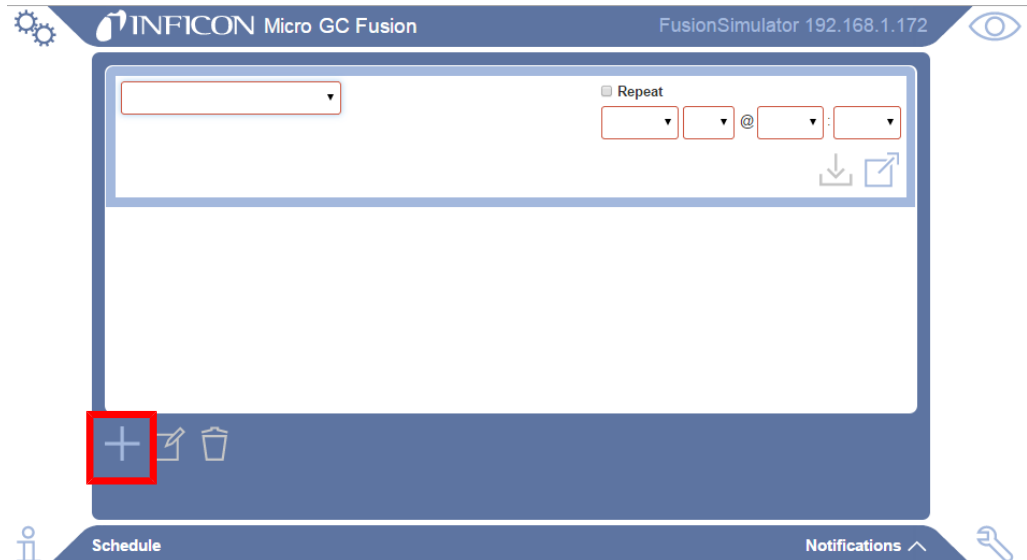 INFICON Micro GC Fusion
FusionSimulator 192.168.1.172
Repeat
@ :
Schedule
Notifications